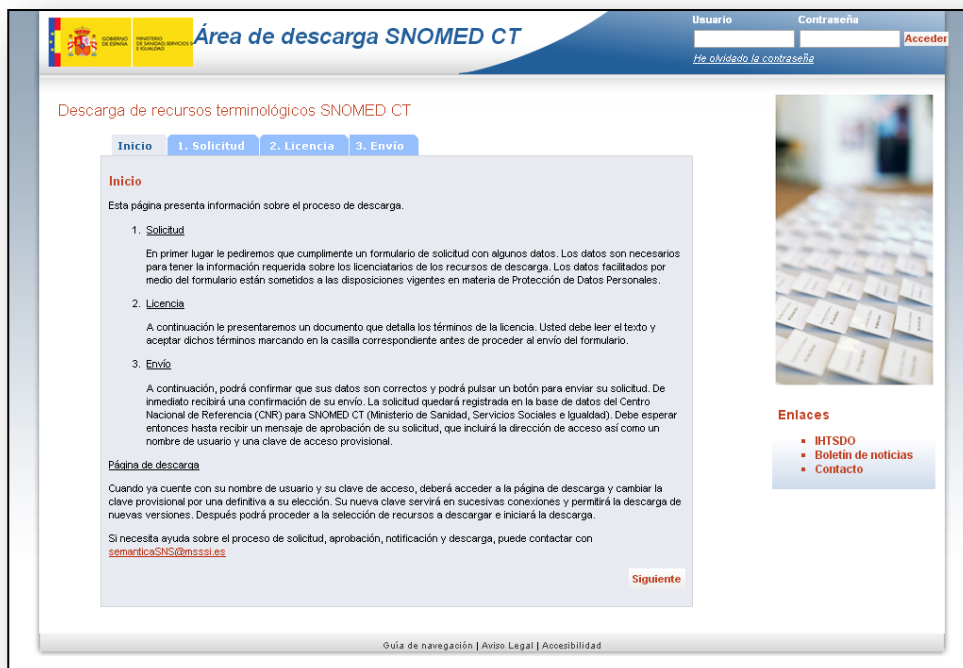 GOBIERNO
DE ESPAÑA
MINISTERIO
DE SANIDAD, SERVICIOS S
E IGUALDAD
Área de descarga SNOMED CT
Usuario
Contraseña
Acceder
He olvidado la contraseña
Descarga de recursos terminológicos SNOMED CT
Inicio
1. Solicitud
2. Licencia
3. Envío
Inicio
Esta página presenta información sobre el proceso de descarga.
1. Solicitud
En primer lugar le pediremos que cumplimente un formulario de solicitud con algunos datos. Los datos son necesarios
para tener la información requerida sobre los licenciatarios de los recursos de descarga. Los datos facilitados por
medio del formulario están sometidos a las disposiciones vigentes en materia de Protección de Datos Personales.
2. Licencia
A continuación le presentaremos un documento que detalla los términos de la licencia. Usted debe leer el texto y
aceptar dichos términos marcando en la casilla correspondiente antes de proceder al envío del formulario.
3. Envío
A continuación, podrá confirmar que sus datos son correctos y podrá pulsar un botón para enviar su solicitud. De
inmediato recibirá una confirmación de su envío. La solicitud quedará registrada en la base de datos del Centro
Nacional de Referencia (CNR) para SNOMED CT (Ministerio de Sanidad, Servicios Sociales e Igualdad). Debe esperar
entonces hasta recibir un mensaje de aprobación de su solicitud, que incluirá la dirección de acceso así como un
nombre de usuario y una clave de acceso provisional.
Página de descarga
Cuando ya cuente con su nombre de usuario y su clave de acceso, deberá acceder a la página de descarga y cambiar la
clave provisional por una definitiva a su elección. Su nueva clave servirá en sucesivas conexiones y permitirá la descarga de
nuevas versiones. Después podrá proceder a la selección de recursos a descargar e iniciará la descarga.
Si necesita ayuda sobre el proceso de solicitud, aprobación, notificación y descarga, puede contactar con
semanticaSNS@msssi.es
Siguiente
Enlaces
IHTSDO
Boletín de noticias
Contacto
Guía de navegación | Aviso Legal | Accesibilidad